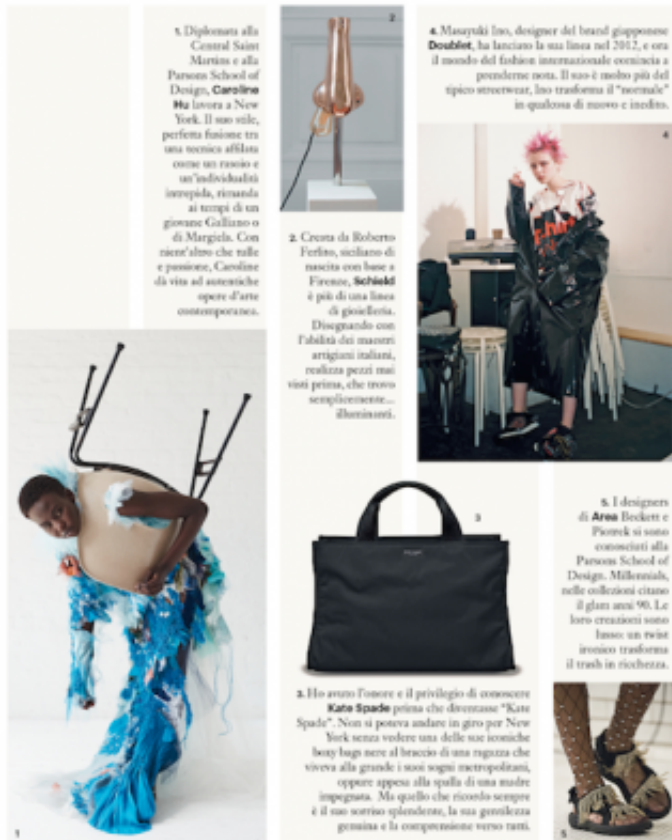 1. Diplomata alla
Central Saint
Martins e alla
Parsons School of
Design, Caroline
Hu lavora a New
York. Il suo stile,
perfetta fusione tra
una tecnica affilata
come un rasoio e
un'individualità
intrepida, rimanda
ai tempi di un
giovane Galliano o
di Margiela. Con
nient'altro che tulle
e passione, Caroline
dà vita ad autentiche
opere d'arte
contemporanea.
1
2
2. Creata da Roberto
Ferlito, siciliano di
nascita con base a
Firenze, Schield
è più di una linea
di gioielleria.
Disegnando con
l'abilità dei maestri
artigiani italiani,
realizza pezzi mai
visti prima, che trovo
semplicemente...
illuminanti.
3
3. Ho avuto l'onore e il privilegio di conoscere
Kate Spade prima che diventasse "Kate
Spade". Non si poteva andare in giro per New
York senza vedere una delle sue iconiche
boxy bags nere al braccio di una ragazza che
viveva alla grande i suoi sogni metropolitani,
oppure appesa alla spalla di una madre
impegnata. Ma quello che ricordo sempre
è il suo sorriso splendente, la sua gentilezza
genuina e la comprensione verso tutti.
4. Masayuki Ino, designer del brand giapponese
Doublet, ha lanciato la sua linea nel 2012, e ora
il mondo del fashion internazionale comincia a
prenderne nota. Il suo è molto più del
tipico streetwear, Ino trasforma il "normale"
in qualcosa di nuovo e inedito.
4
5. I designers
di Area Beckett e
Piotrek si sono
conosciuti alla
Parsons School of
Design. Millennials,
nelle collezioni citano
il glam anni 90. Le
loro creazioni sono
lusso: un twist
ironico trasforma
il trash in ricchezza.